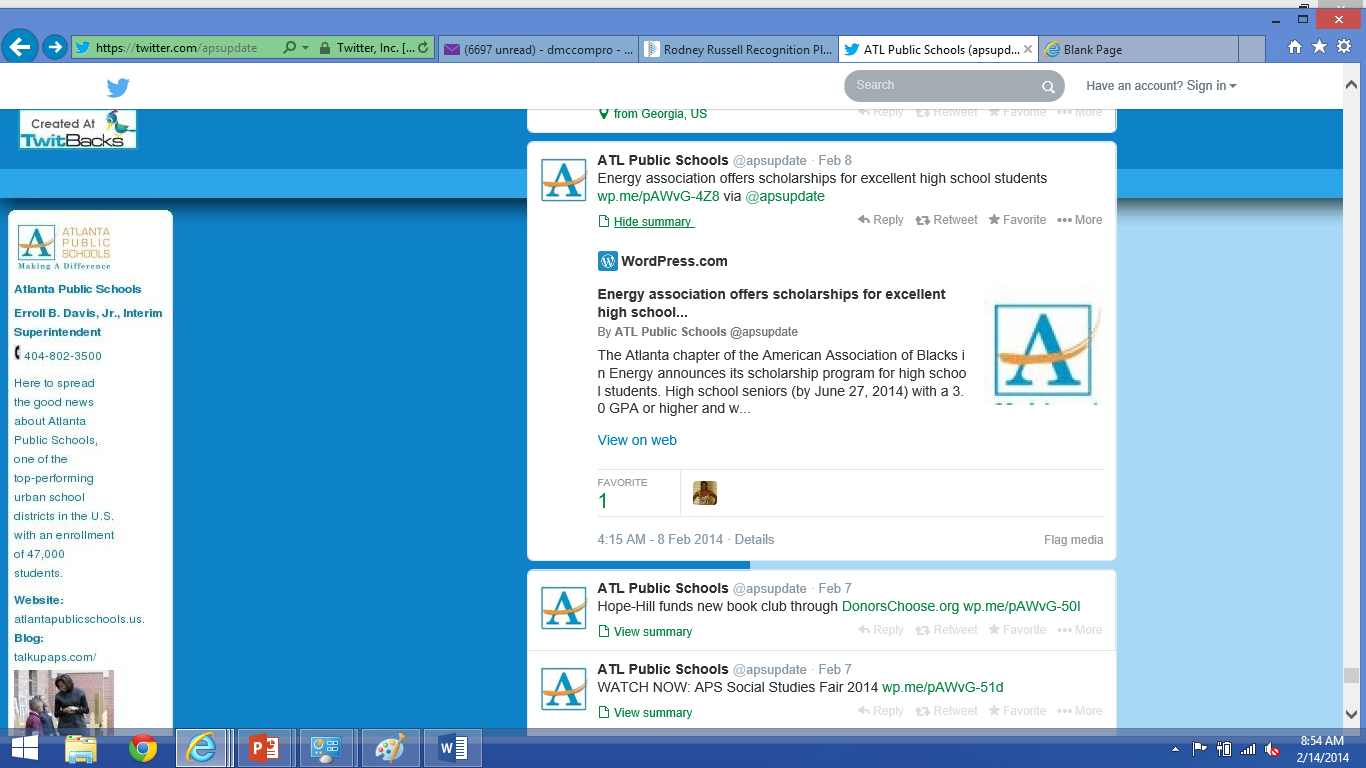 https://twitter.com/apsupdate
Twitter, Inc. [...
(6697 unread) - dmccompro - ...
Rodney Russell Recognition Pl...
ATL Public Schools (apsupd...
Blank Page
Search
Have an account? Sign in
Created At
TwitBacks
from Georgia, US
Reply Retweet Favorite More
ATLANTA
PUBLIC
SCHOOLS
Making A Difference
Atlanta Public Schools
Erroll B. Davis, Jr., Interim
Superintendent
404-802-3500
Here to spread
the good news
about Atlanta
Public Schools,
one of the
top-performing
urban school
districts in the U.S.
with an enrollment
of 47,000
students.
Website:
atlantapublicschools.us.
Blog:
talkupaps.com/
ATL Public Schools @apsupdate · Feb 8
Energy association offers scholarships for excellent high school students
wp.me/pAWvG-4Z8 via @apsupdate
Hide summary
Reply Retweet Favorite More
WordPress.com
Energy association offers scholarships for excellent
high school...
By ATL Public Schools @apsupdate
The Atlanta chapter of the American Association of Blacks i
n Energy announces its scholarship program for high schoo
l students. High school seniors (by June 27, 2014) with a 3.
0 GPA or higher and w...
View on web
FAVORITE
1
4:15 AM - 8 Feb 2014 · Details
Flag media
ATL Public Schools @apsupdate · Feb 7
Hope-Hill funds new book club through DonorsChoose.org wp.me/pAWvG-50l
View summary
Reply Retweet Favorite More
ATL Public Schools @apsupdate · Feb 7
WATCH NOW: APS Social Studies Fair 2014 wp.me/pAWvG-51d
View summary
Reply Retweet Favorite More
8:54 AM
2/14/2014